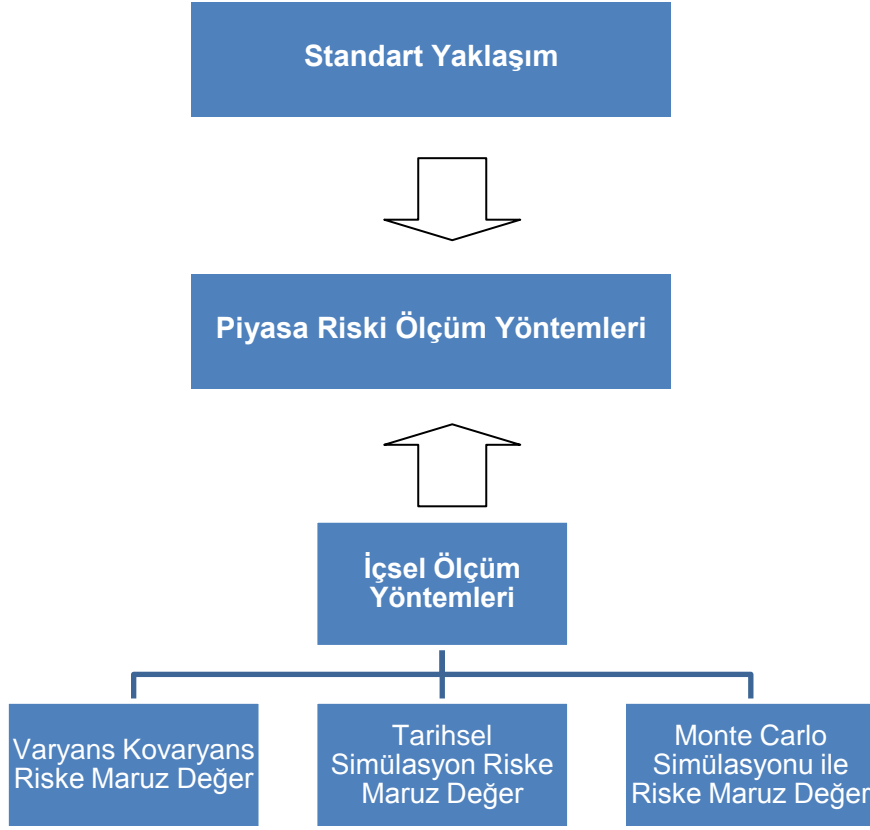 Standart Yaklaşım
Piyasa Riski Ölçüm Yöntemleri
İçsel Ölçüm
Yöntemleri
Varyans Kovaryans
Riske Maruz Değer
Tarihsel
Simülasyon Riske
Maruz Değer
Monte Carlo
Simülasyonu ile
Riske Maruz Değer